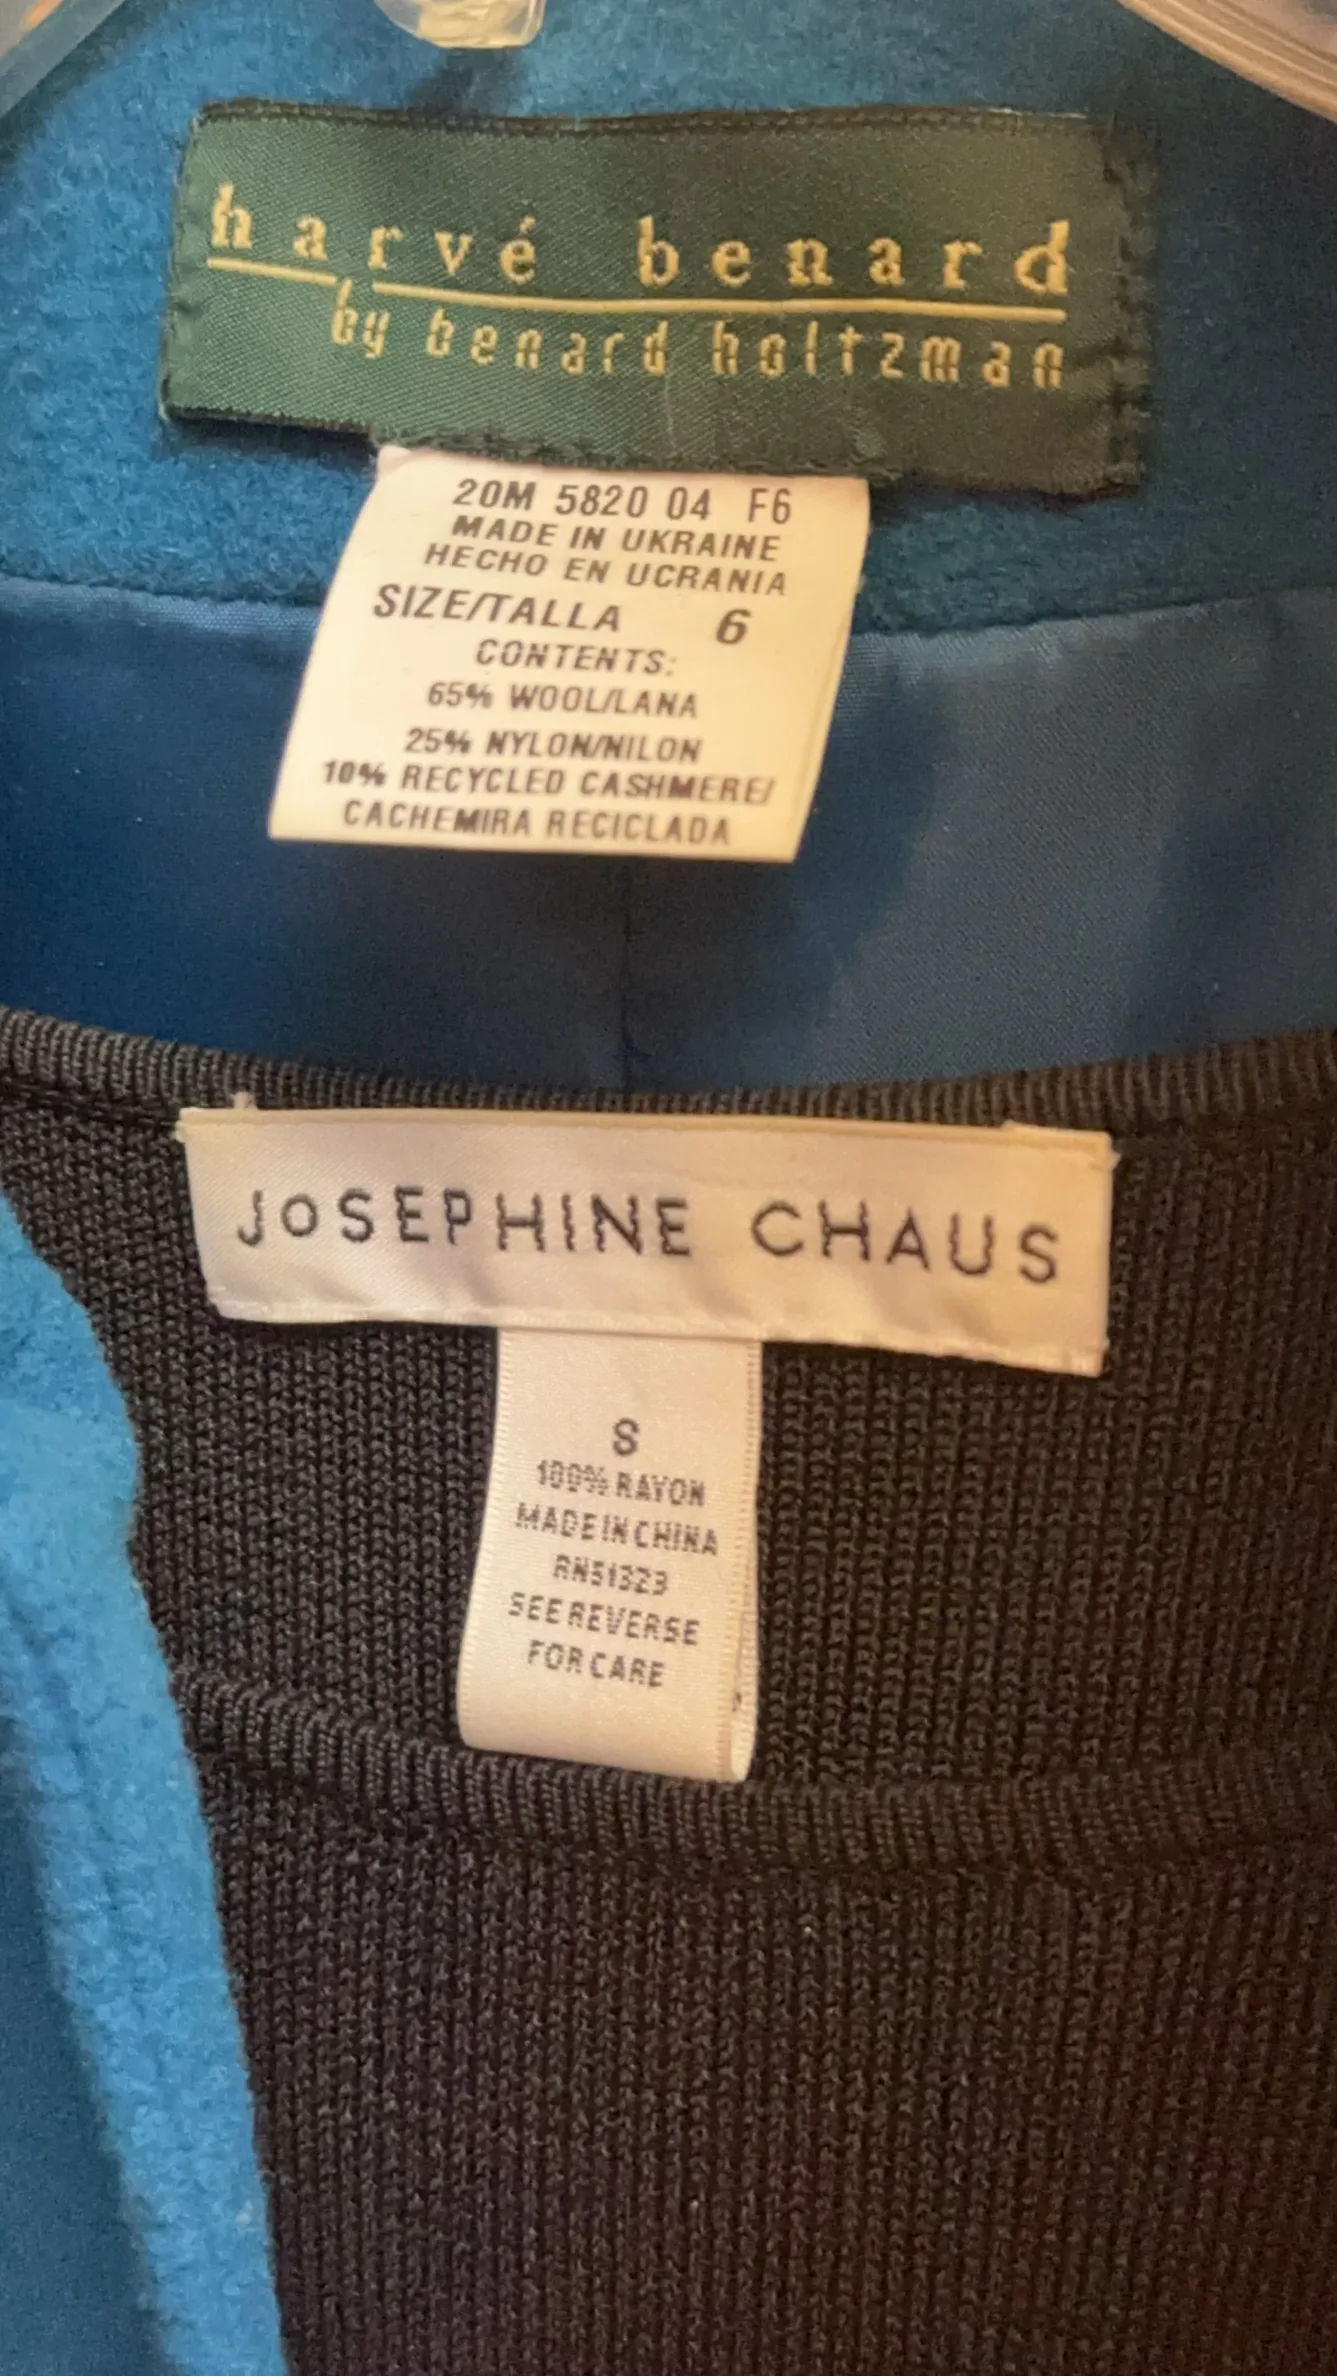 harvé benard
by benard holtzman
20M 5820 04 F6
MADE IN UKRAINE
HECHO EN UCRANIA
SIZE/TALLA 6
CONTENTS:
65% WOOL/LANA
25% NYLON/NILON
10% RECYCLED CASHMERE/
CACHEMIRA RECICLADA
JoSEPHINE CHAUS
S
100% RAYON
MADE IN CHINA
RN51323
SEE REVERSE
FOR CARE